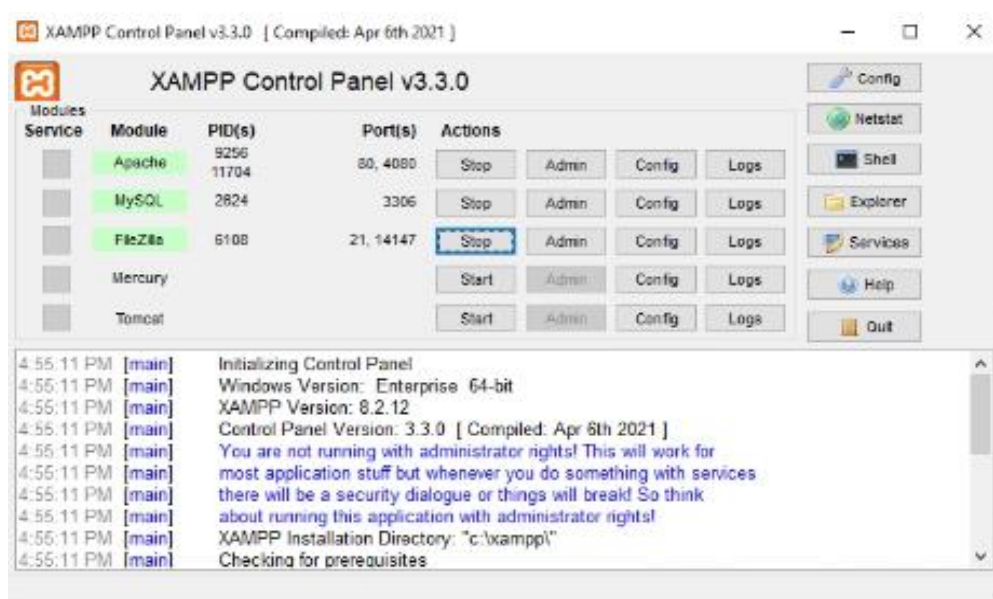 XAMPP Control Panel v3.3.0 [ Compiled: Apr 6th 2021 ]
XAMPP Control Panel v3.3.0
Config
Modules
Service Module PID(s) Port(s) Actions
Netstat
Apache 9256 11704 80, 4080 Stop Admin Config Logs
Shell
MySQL 2824 3306 Stop Admin Config Logs
Explorer
FileZilla 6108 21, 14147 Stop Admin Config Logs
Services
Mercury Start Admin Config Logs
Help
Tomcat Start Admin Config Logs
Quit
4:55:11 PM [main] Initializing Control Panel
4:55:11 PM [main] Windows Version: Enterprise 64-bit
4:55:11 PM [main] XAMPP Version: 8.2.12
4:55:11 PM [main] Control Panel Version: 3.3.0 [ Compiled: Apr 6th 2021 ]
4:55:11 PM [main] You are not running with administrator rights! This will work for
4:55:11 PM [main] most application stuff but whenever you do something with services
4:55:11 PM [main] there will be a security dialogue or things will break! So think
4:55:11 PM [main] about running this application with administrator rights!
4:55:11 PM [main] XAMPP Installation Directory: "c:\xampp\"
4:55:11 PM [main] Checking for prerequisites